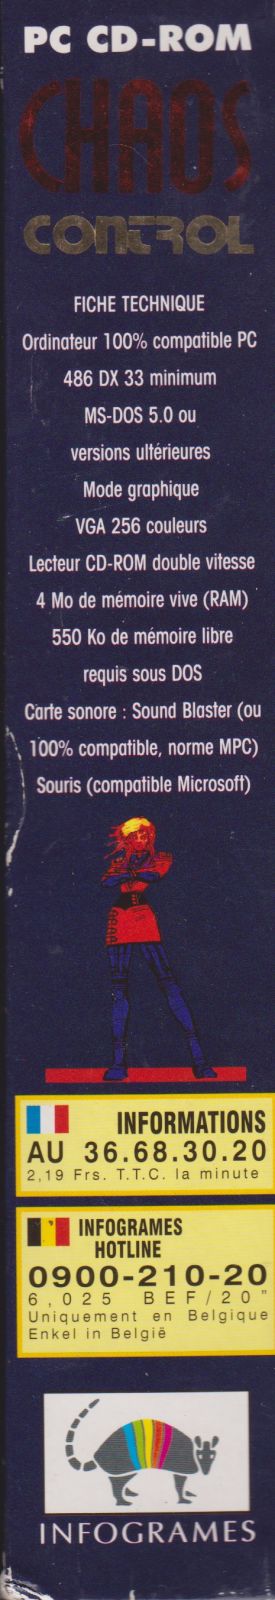 PC CD-ROM
CHAOS
CONTROL
FICHE TECHNIQUE
Ordinateur 100% compatible PC
486 DX 33 minimum
MS-DOS 5.0 ou
versions ultérieures
Mode graphique
VGA 256 couleurs
Lecteur CD-ROM double vitesse
4 Mo de mémoire vive (RAM)
550 Ko de mémoire libre
requis sous DOS
Carte sonore : Sound Blaster (ou
100% compatible, norme MPC)
Souris (compatible Microsoft)
INFORMATIONS
AU 36.68.30.20
2,19 Frs. T.T.C. la minute
INFOGRAMES
HOTLINE
0900-210-20
6,025 BEF/20"
Uniquement en Belgique
Enkel in België
INFOGRAMES